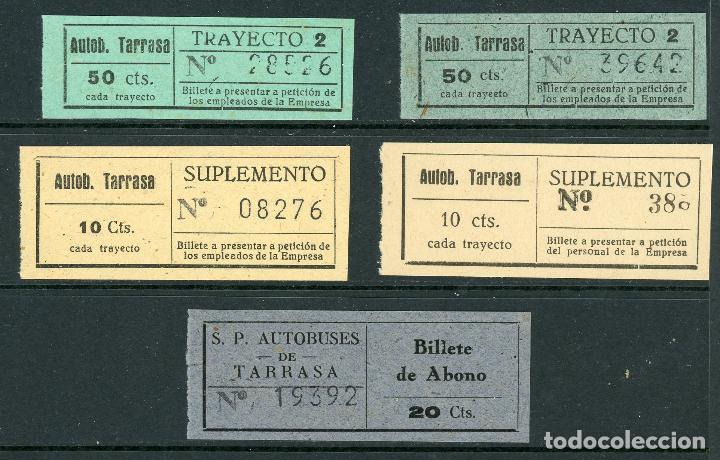 Autob. Tarrasa
50 cts.
cada trayecto
TRAYECTO 2
Nº 28526
Billete a presentar a petición de
los empleados de la Empresa
Autob. Tarrasa
50 cts.
cada trayecto
TRAYECTO 2
Nº 39642
Billete a presentar a petición de
los empleados de la Empresa
Autob. Tarrasa
10 Cts.
cada trayecto
SUPLEMENTO
Nº 08276
Billete a presentar a petición de
los empleados de la Empresa
Autob. Tarrasa
10 cts.
cada trayecto
SUPLEMENTO
Nº. 380
Billete a presentar a petición
del personal de la Empresa
S. P. AUTOBUSES
— DE —
TARRASA
Nº 19392
Billete
de Abono
20 Cts.
todocoleccion